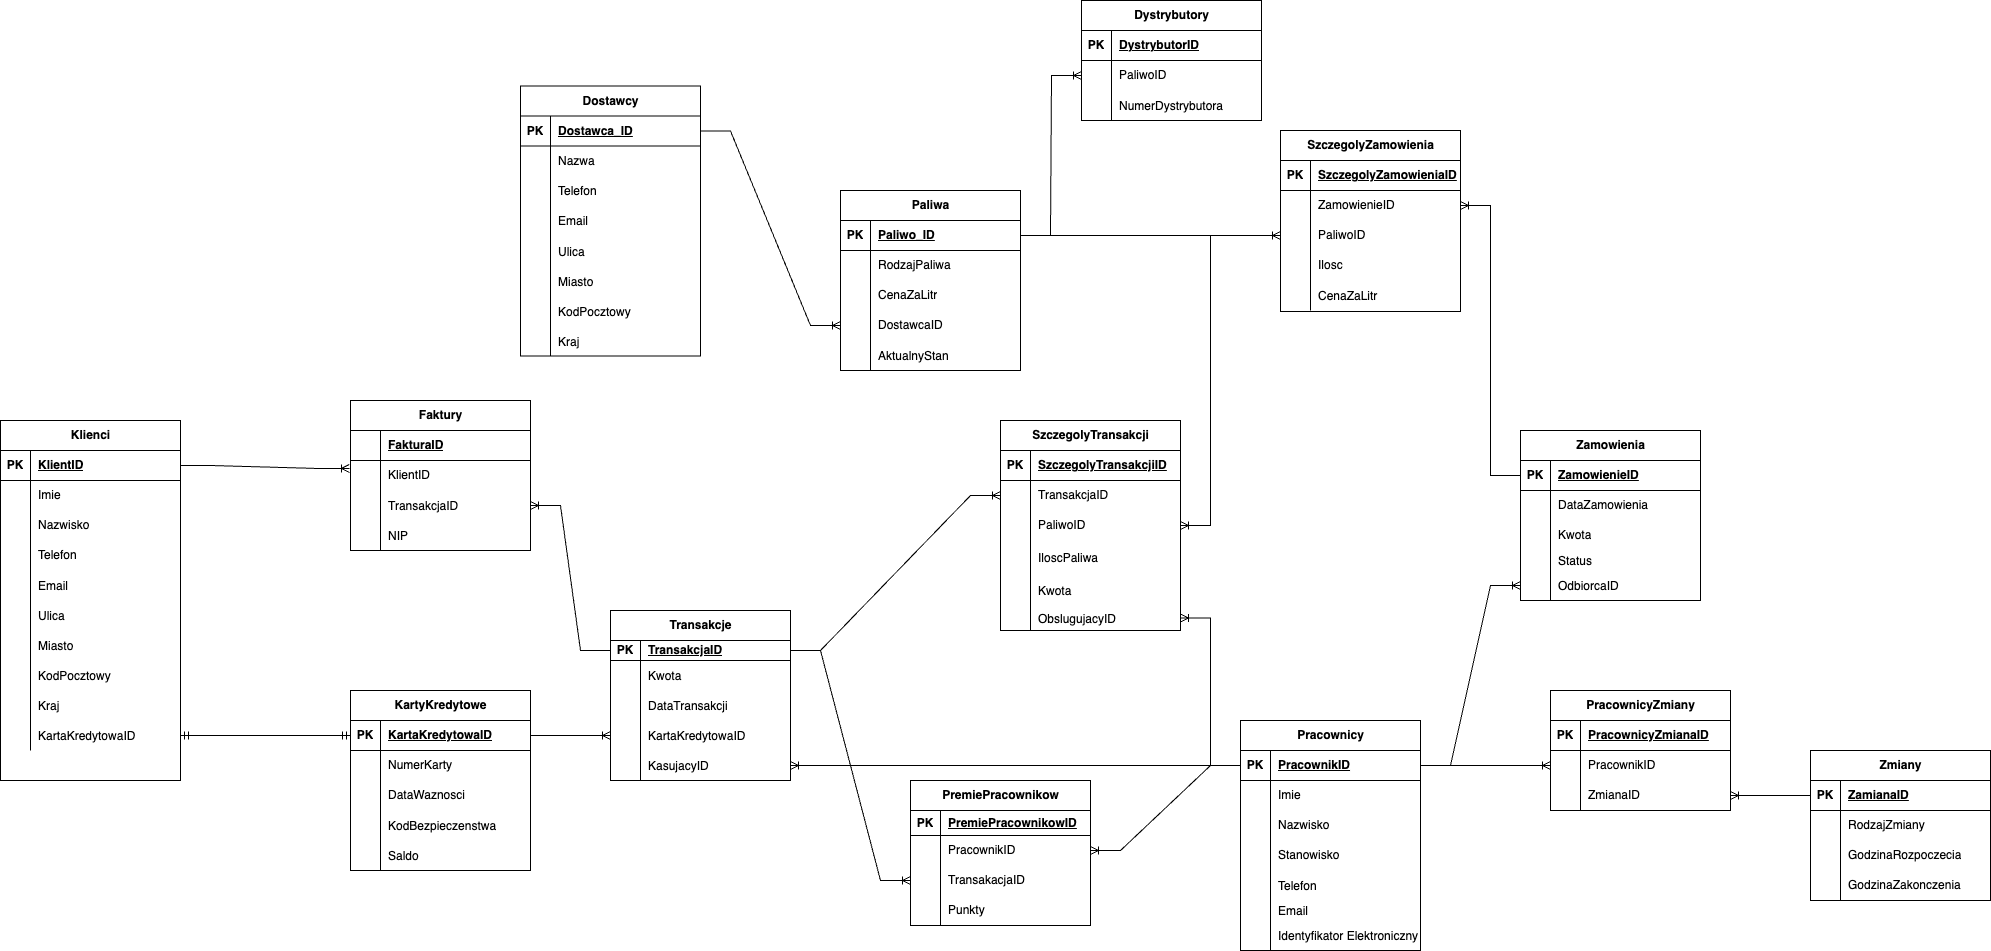 Dystrybutory
PK DystrybutorID
PaliwoID
NumerDystrybutora
Dostawcy
PK Dostawca_ID
Nazwa
Telefon
Email
Ulica
Miasto
KodPocztowy
Kraj
SzczegolyZamowienia
PK SzczegolyZamowieniaID
ZamowienieID
PaliwoID
Ilosc
CenaZaLitr
Paliwa
PK Paliwo_ID
RodzajPaliwa
CenaZaLitr
DostawcaID
AktualnyStan
Klienci
PK KlientID
Imie
Nazwisko
Telefon
Email
Ulica
Miasto
KodPocztowy
Kraj
KartaKredytowaID
Faktury
FakturaID
KlientID
TransakcjaID
NIP
SzczegolyTransakcji
PK SzczegolyTransakcjiID
TransakcjaID
PaliwoID
IloscPaliwa
Kwota
ObslugujacyID
Zamowienia
PK ZamowienieID
DataZamowienia
Kwota
Status
OdbiorcaID
Transakcje
PK TransakcjaID
Kwota
DataTransakcji
KartaKredytowaID
KasujacyID
KartyKredytowe
PK KartaKredytowaID
NumerKarty
DataWaznosci
KodBezpieczenstwa
Saldo
PremiePracownikow
PK PremiePracownikowID
PracownikID
TransakacjaID
Punkty
Pracownicy
PK PracownikID
Imie
Nazwisko
Stanowisko
Telefon
Email
Identyfikator Elektroniczny
PracownicyZmiany
PK PracownicyZmianaID
PracownikID
ZmianaID
Zmiany
PK ZamianaID
RodzajZmiany
GodzinaRozpoczecia
GodzinaZakonczenia